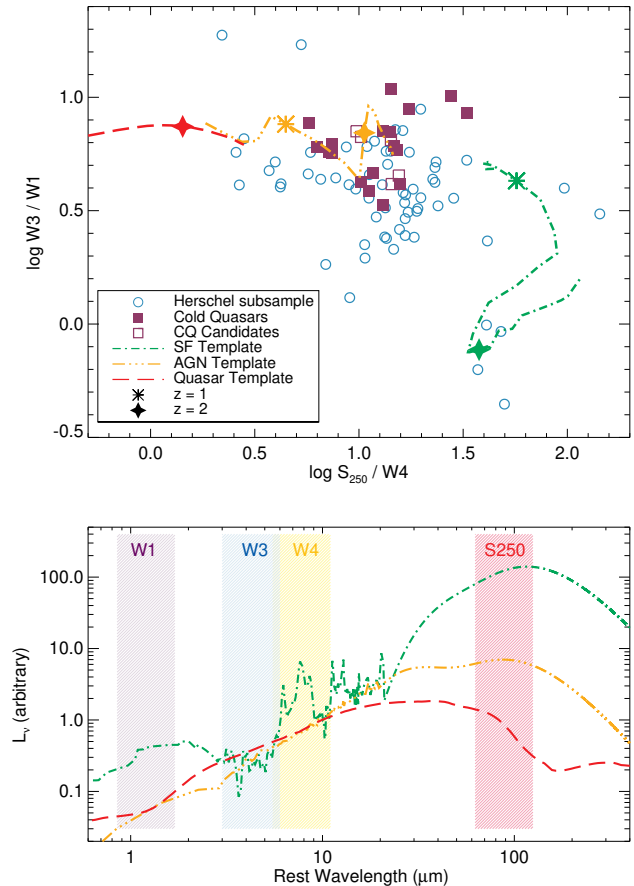 1.0
0.5
0.0
-0.5
log W3 / W1
Herschel subsample
Cold Quasars
CQ Candidates
SF Template
AGN Template
Quasar Template
z = 1
z = 2
0.0 0.5 1.0 1.5 2.0
log S250 / W4
W1 W3 W4 S250
100.0
10.0
1.0
0.1
Lν (arbitrary)
1 10 100
Rest Wavelength (μm)